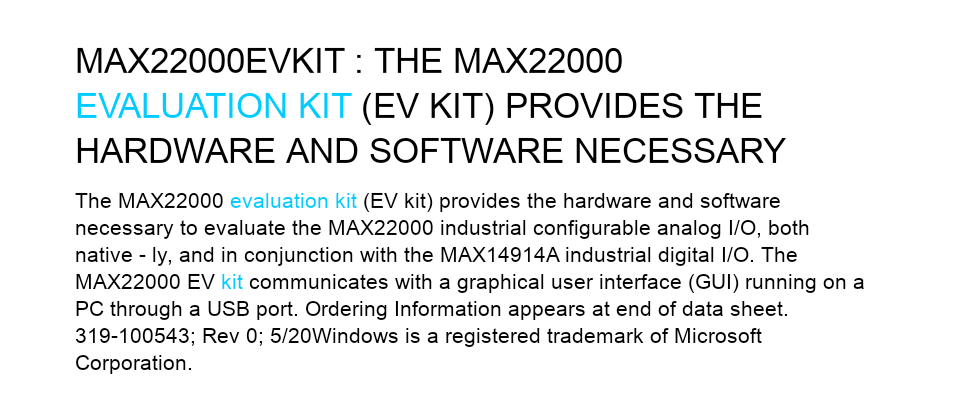 MAX22000EVKIT : THE MAX22000
EVALUATION KIT (EV KIT) PROVIDES THE
HARDWARE AND SOFTWARE NECESSARY
The MAX22000 evaluation kit (EV kit) provides the hardware and software
necessary to evaluate the MAX22000 industrial configurable analog I/O, both
native - ly, and in conjunction with the MAX14914A industrial digital I/O. The
MAX22000 EV kit communicates with a graphical user interface (GUI) running on a
PC through a USB port. Ordering Information appears at end of data sheet.
319-100543; Rev 0; 5/20Windows is a registered trademark of Microsoft
Corporation.